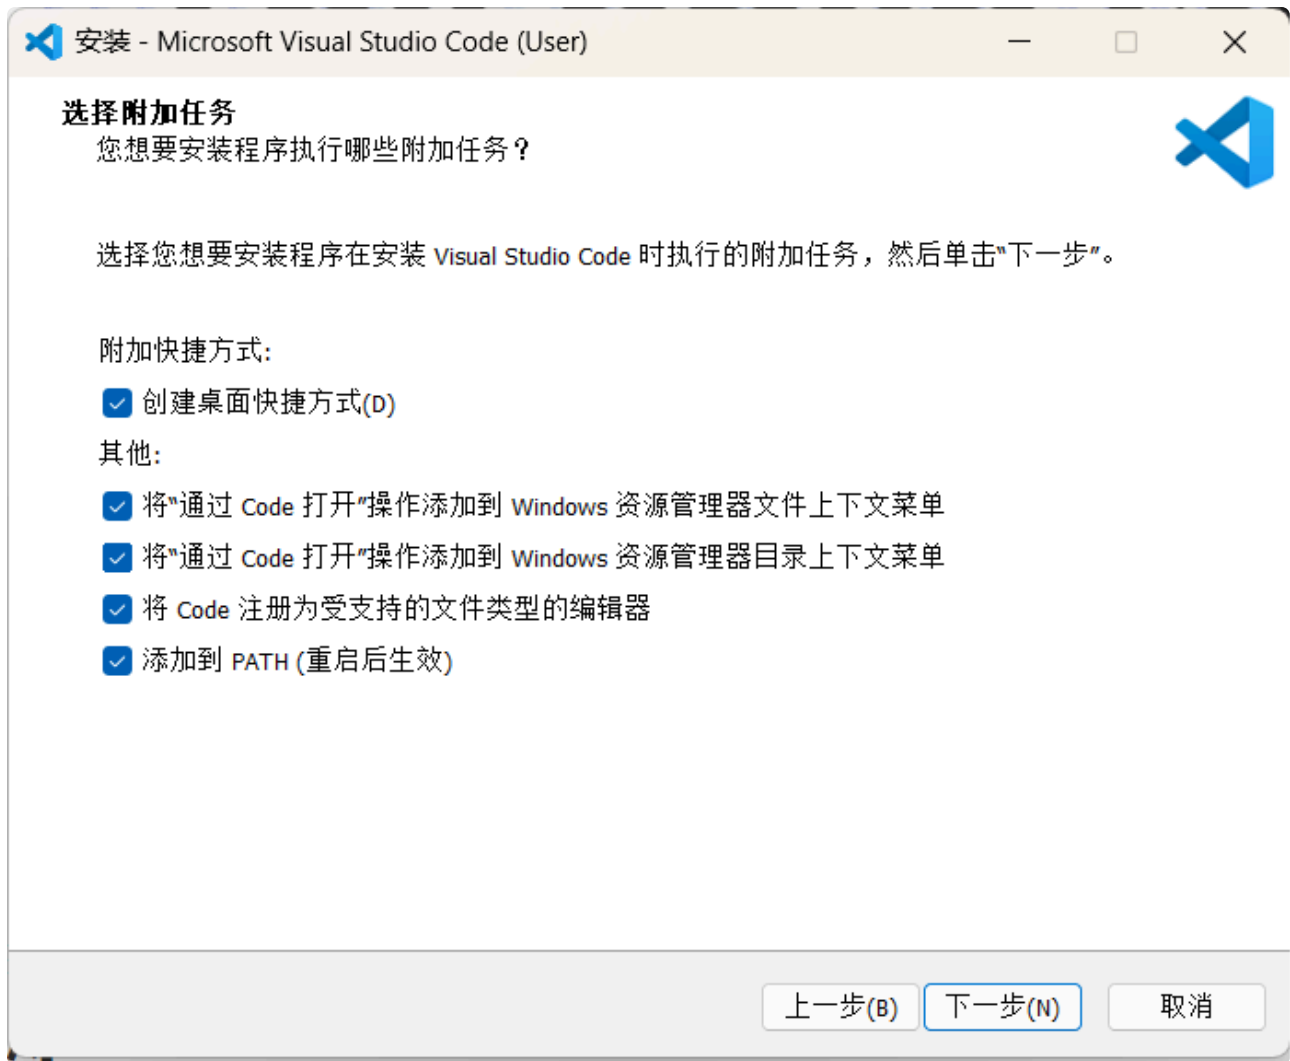 安装 - Microsoft Visual Studio Code (User)
选择附加任务
您想要安装程序执行哪些附加任务？
选择您想要安装程序在安装 Visual Studio Code 时执行的附加任务，然后单击“下一步”。
附加快捷方式:
创建桌面快捷方式(D)
其他:
将“通过 Code 打开”操作添加到 Windows 资源管理器文件上下文菜单
将“通过 Code 打开”操作添加到 Windows 资源管理器目录上下文菜单
将 Code 注册为受支持的文件类型的编辑器
添加到 PATH (重启后生效)
上一步(B) 下一步(N) 取消